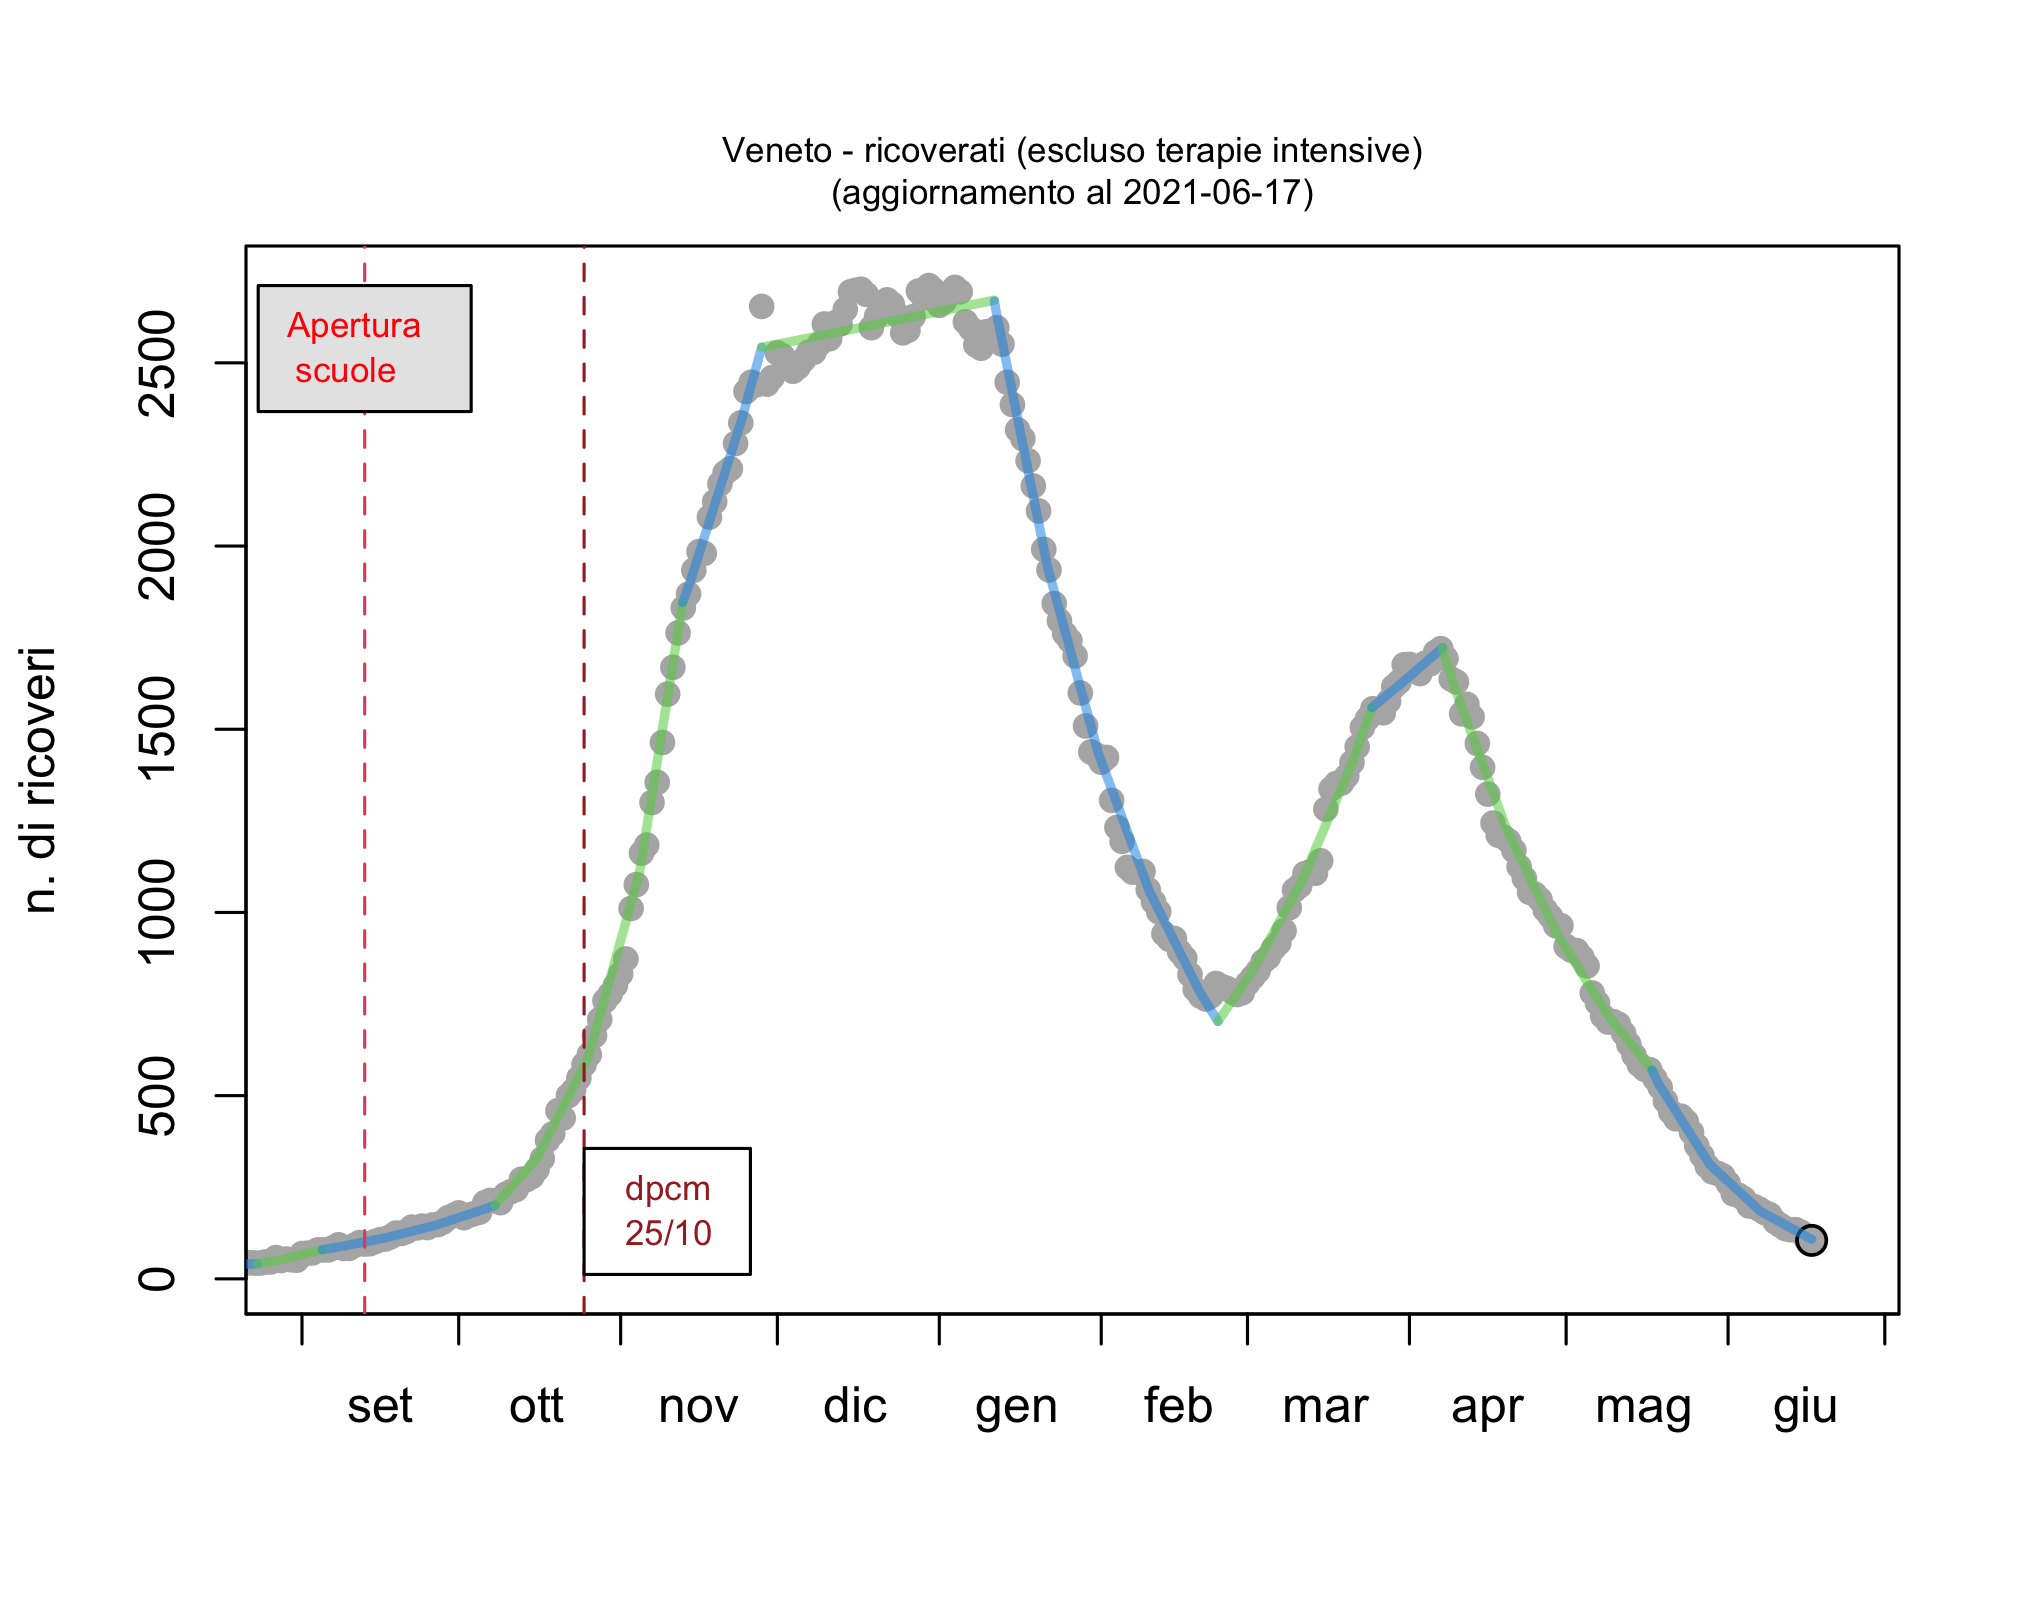 Veneto - ricoverati (escluso terapie intensive)
(aggiornamento al 2021-06-17)
n. di ricoveri
2500
2000
1500
1000
500
0
Apertura
scuole
dpcm
25/10
set ott nov dic gen feb mar apr mag giu